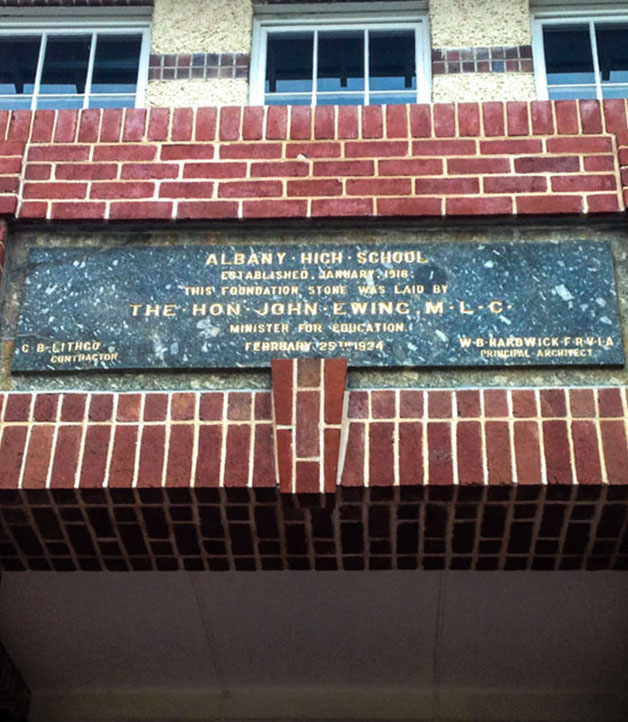 ALBANY · HIGH · SCHOOL
ESTABLISHED, JANUARY, 1918.
THIS FOUNDATION, STONE WAS LAID BY
THE HON · JOHN · EWING, M · L · C ·
MINISTER FOR EDUCATION.
FEBRUARY 25TH 1924
C · B · LITHGO
CONTRACTOR
W · B · HARDWICK · F · R · V · I · A
PRINCIPAL · ARCHITECT.